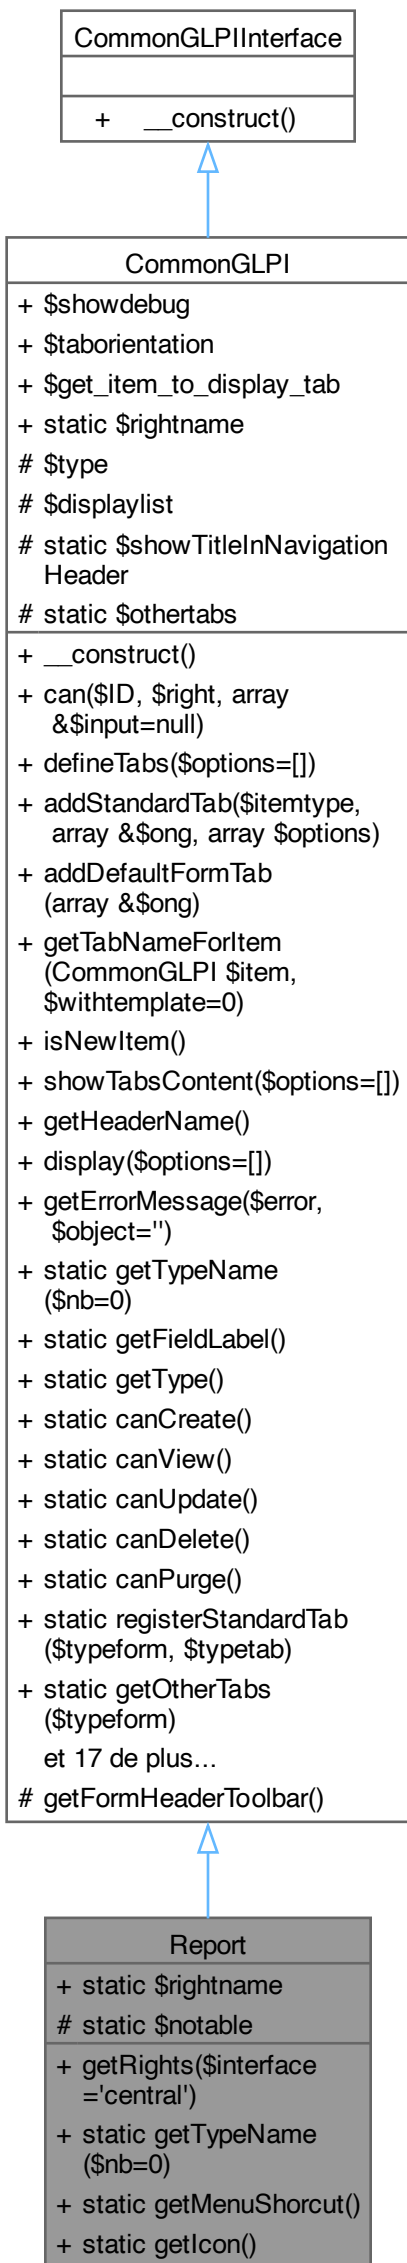 CommonGLPIInterface
+ __construct()
CommonGLPI
+ $showdebug
+ $taborientation
+ $get_item_to_display_tab
+ static $rightname
# $type
# $displaylist
# static $showTitleInNavigation
Header
# static $othertabs
+ __construct()
+ can($ID, $right, array
&$input=null)
+ defineTabs($options=[])
+ addStandardTab($itemtype,
array &$ong, array $options)
+ addDefaultFormTab
(array &$ong)
+ getTabNameForItem
(CommonGLPI $item,
$withtemplate=0)
+ isNewItem()
+ showTabsContent($options=[])
+ getHeaderName()
+ display($options=[])
+ getErrorMessage($error,
$object='')
+ static getTypeName
($nb=0)
+ static getFieldLabel()
+ static getType()
+ static canCreate()
+ static canView()
+ static canUpdate()
+ static canDelete()
+ static canPurge()
+ static registerStandardTab
($typeform, $typetab)
+ static getOtherTabs
($typeform)
et 17 de plus...
# getFormHeaderToolbar()
Report
+ static $rightname
# static $notable
+ getRights($interface
='central')
+ static getTypeName
($nb=0)
+ static getMenuShorcut()
+ static getIcon()